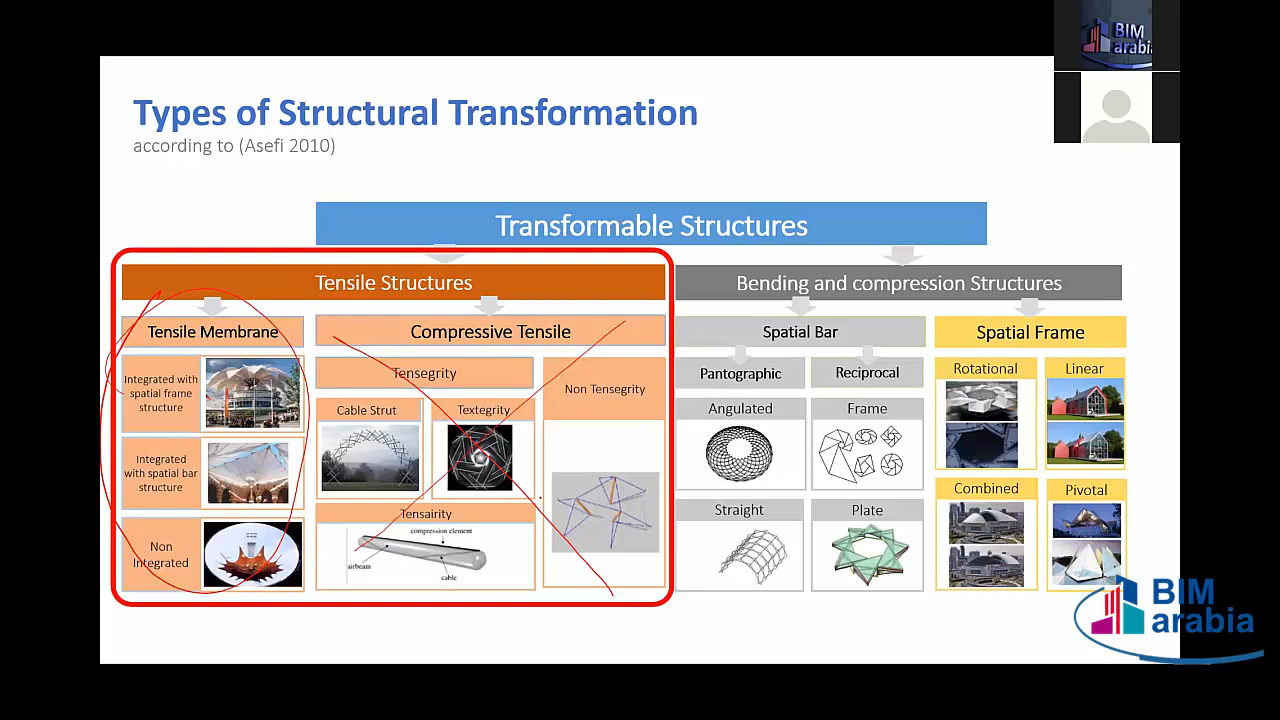 BIM
arabia
Types of Structural Transformation
according to (Asefi 2010)
Transformable Structures
Tensile Structures
Bending and compression Structures
Tensile Membrane
Compressive Tensile
Spatial Bar
Spatial Frame
Integrated with
spatial frame
structure
Integrated
with spatial bar
structure
Non
Integrated
Tensegrity
Non Tensegrity
Cable Strut
Textegrity
Tensairity
compression element
airbeam
cable
Pantographic
Reciprocal
Angulated
Frame
Straight
Plate
Rotational
Linear
Combined
Pivotal
BIM
arabia